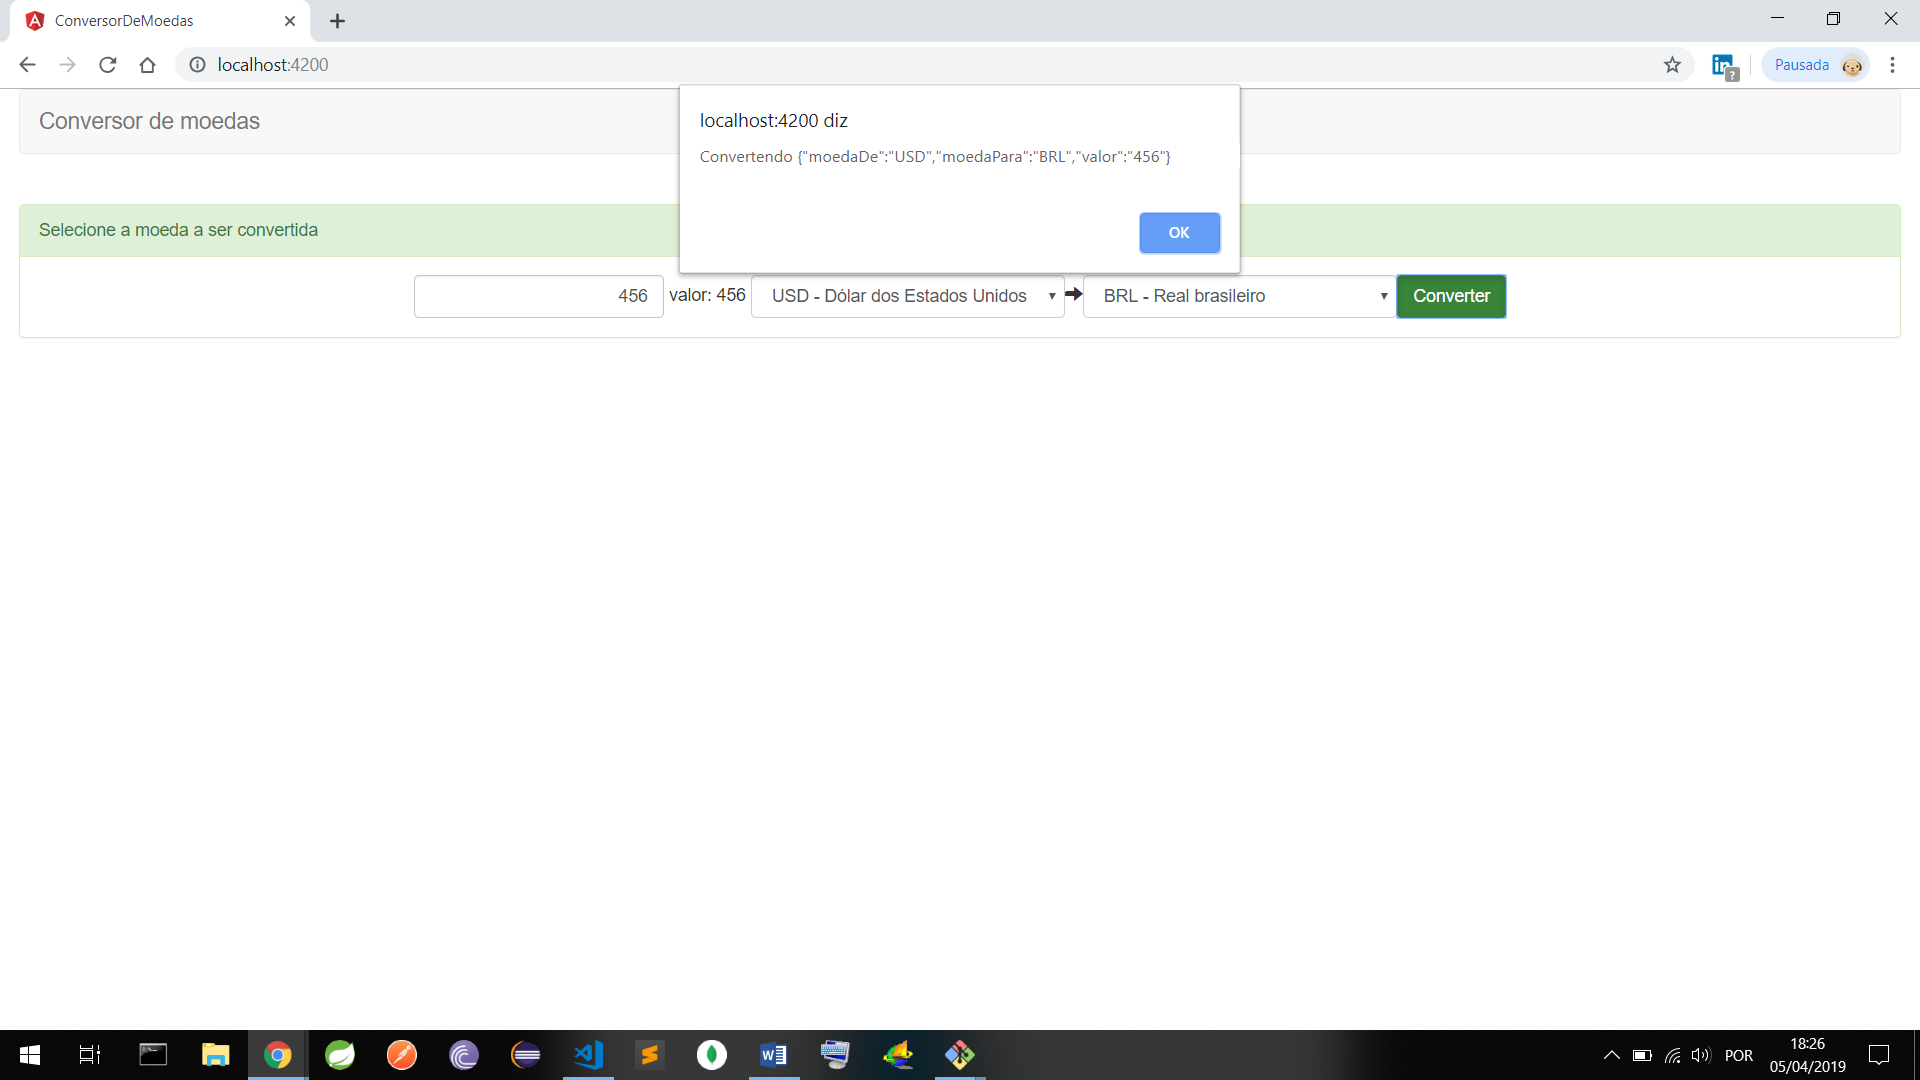 ConversorDeMoedas
localhost:4200
Pausada
Conversor de moedas
localhost:4200 diz
Convertendo {"moedaDe":"USD","moedaPara":"BRL","valor":"456"}
OK
Selecione a moeda a ser convertida
456 valor: 456 USD - Dólar dos Estados Unidos BRL - Real brasileiro Converter
POR
18:26
05/04/2019